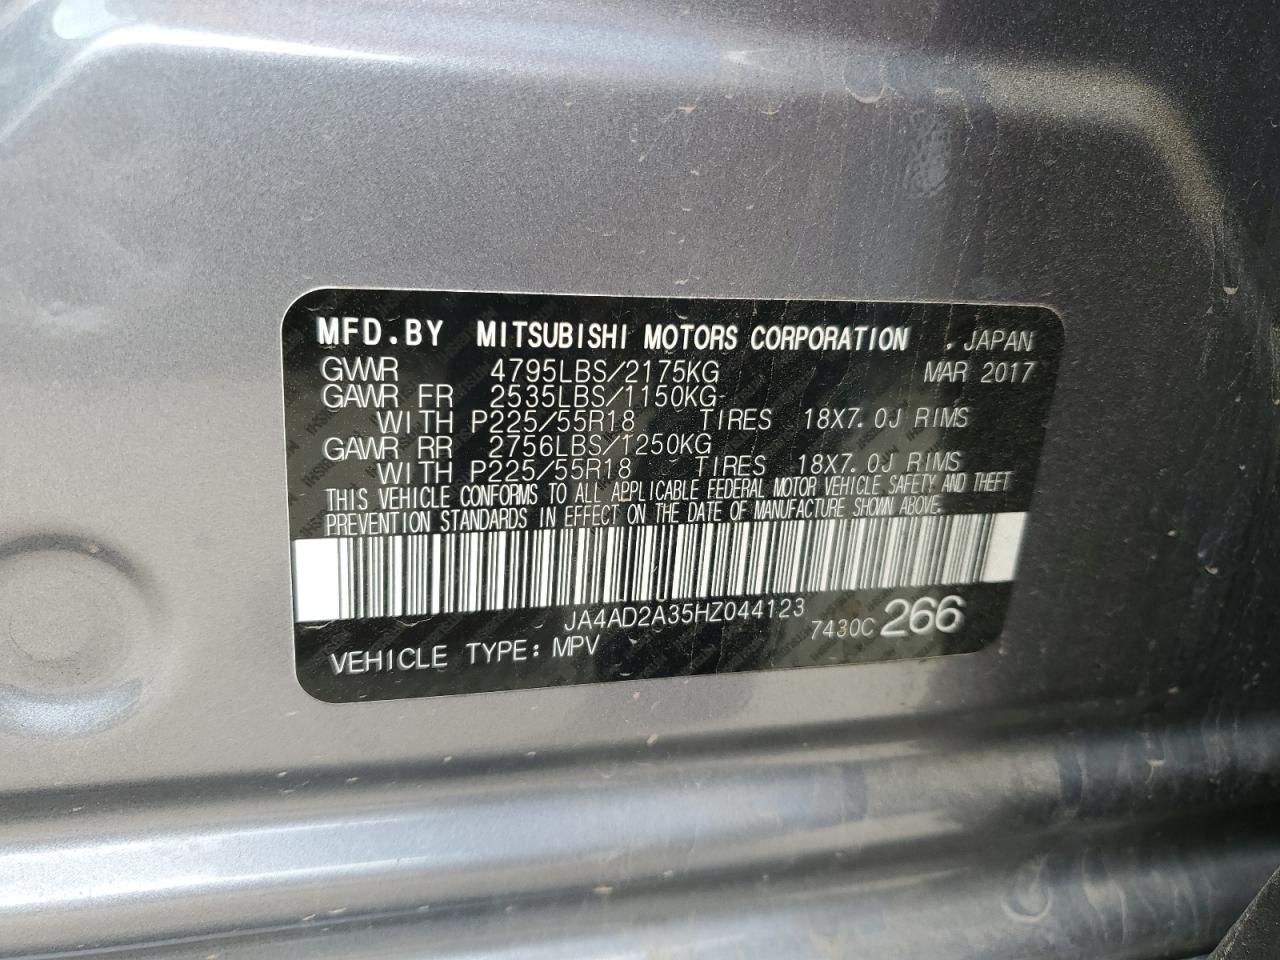 MFD.BY MITSUBISHI MOTORS CORPORATION .JAPAN
GVWR 4795LBS/2175KG MAR 2017
GAWR FR 2535LBS/1150KG
WITH P225/55R18 TIRES 18X7.0J RIMS
GAWR RR 2756LBS/1250KG
WITH P225/55R18 TIRES 18X7.0J RIMS
THIS VEHICLE CONFORMS TO ALL APPLICABLE FEDERAL MOTOR VEHICLE SAFETY AND THEFT
PREVENTION STANDARDS IN EFFECT ON THE DATE OF MANUFACTURE SHOWN ABOVE.
JA4AD2A35HZ044123
7430C 266
VEHICLE TYPE: MPV